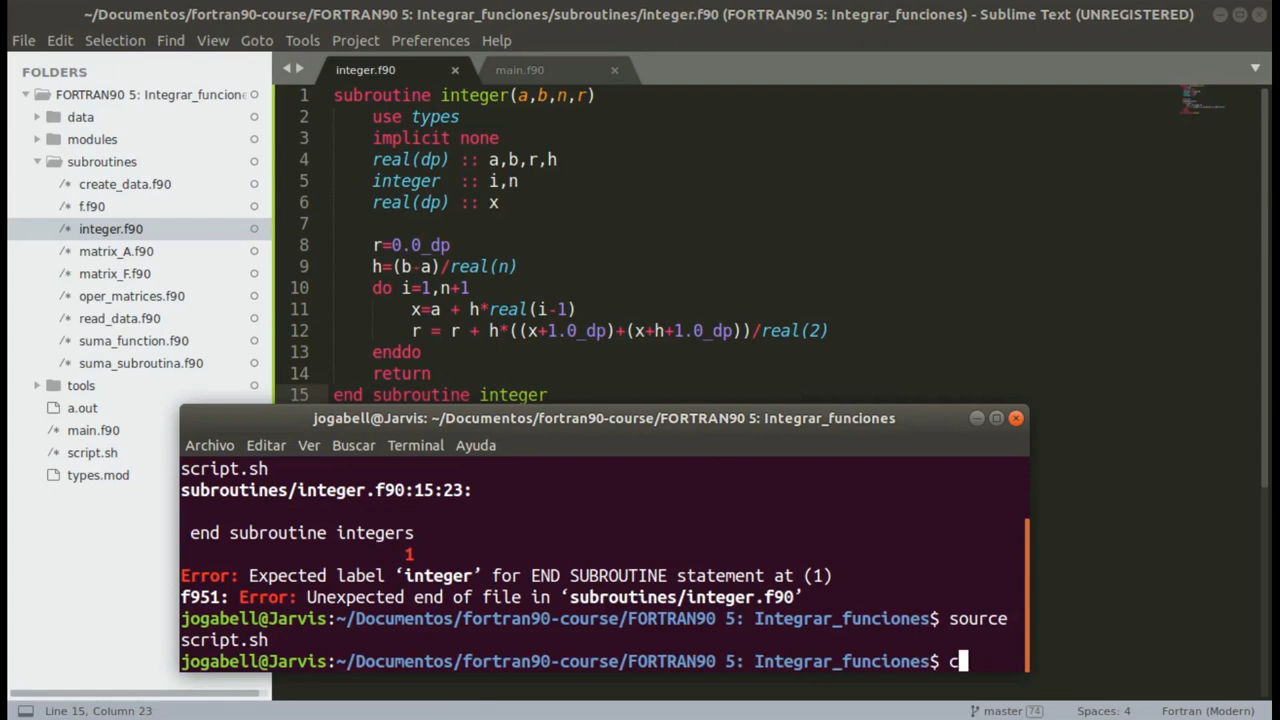 ~/Documentos/fortran90-course/FORTRAN90 5: Integrar_funciones/subroutines/integer.f90 (FORTRAN90 5: Integrar_funciones) - Sublime Text (UNREGISTERED)
File Edit Selection Find View Goto Tools Project Preferences Help
FOLDERS
FORTRAN90 5: Integrar_funcione
data
modules
subroutines
/* create_data.f90
/* f.f90
/* integer.f90
/* matrix_A.f90
/* matrix_F.f90
/* oper_matrices.f90
/* read_data.f90
/* suma_function.f90
/* suma_subroutina.f90
tools
a.out
/* main.f90
/* script.sh
types.mod
integer.f90 × main.f90 ×
1 subroutine integer(a,b,n,r)
2 use types
3 implicit none
4 real(dp) :: a,b,r,h
5 integer :: i,n
6 real(dp) :: x
7
8 r=0.0_dp
9 h=(b-a)/real(n)
10 do i=1,n+1
11 x=a + h*real(i-1)
12 r = r + h*((x+1.0_dp)+(x+h+1.0_dp))/real(2)
13 enddo
14 return
15 end subroutine integer
jogabell@Jarvis: ~/Documentos/fortran90-course/FORTRAN90 5: Integrar_funciones
Archivo Editar Ver Buscar Terminal Ayuda
script.sh
subroutines/integer.f90:15:23:
end subroutine integers
1
Error: Expected label ‘integer’ for END SUBROUTINE statement at (1)
f951: Error: Unexpected end of file in ‘subroutines/integer.f90’
jogabell@Jarvis:~/Documentos/fortran90-course/FORTRAN90 5: Integrar_funciones$ source
script.sh
jogabell@Jarvis:~/Documentos/fortran90-course/FORTRAN90 5: Integrar_funciones$ c
Line 15, Column 23
master 74
Spaces: 4
Fortran (Modern)